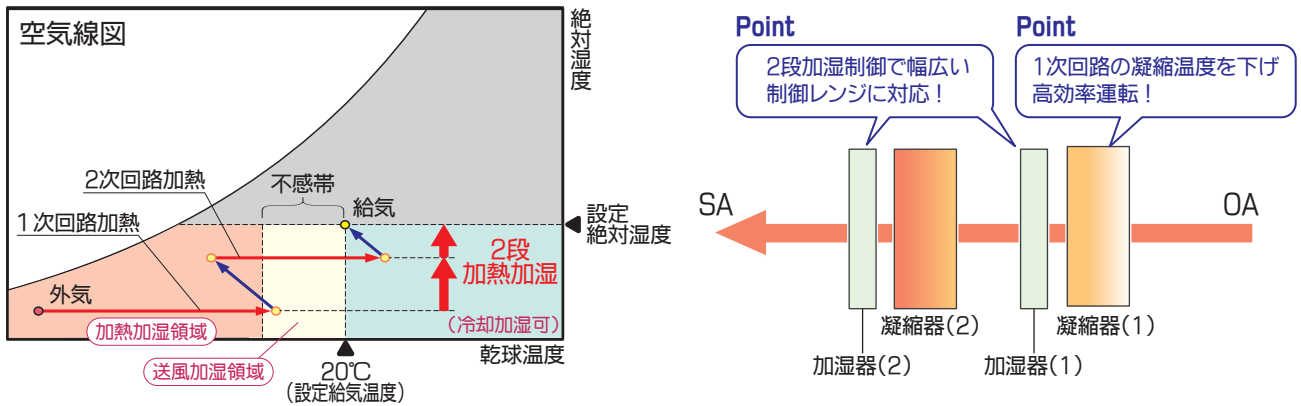 空気線図
絶対湿度
2次回路加熱
不感帯
給気
1次回路加熱
設定
絶対湿度
2段
加熱加湿
外気
加熱加湿領域
(冷却加湿可)
送風加湿領域
20℃
(設定給気温度)
乾球温度
Point
2段加湿制御で幅広い
制御レンジに対応!
Point
1次回路の凝縮温度を下げ
高効率運転!
SA
OA
凝縮器(2)
凝縮器(1)
加湿器(2)
加湿器(1)